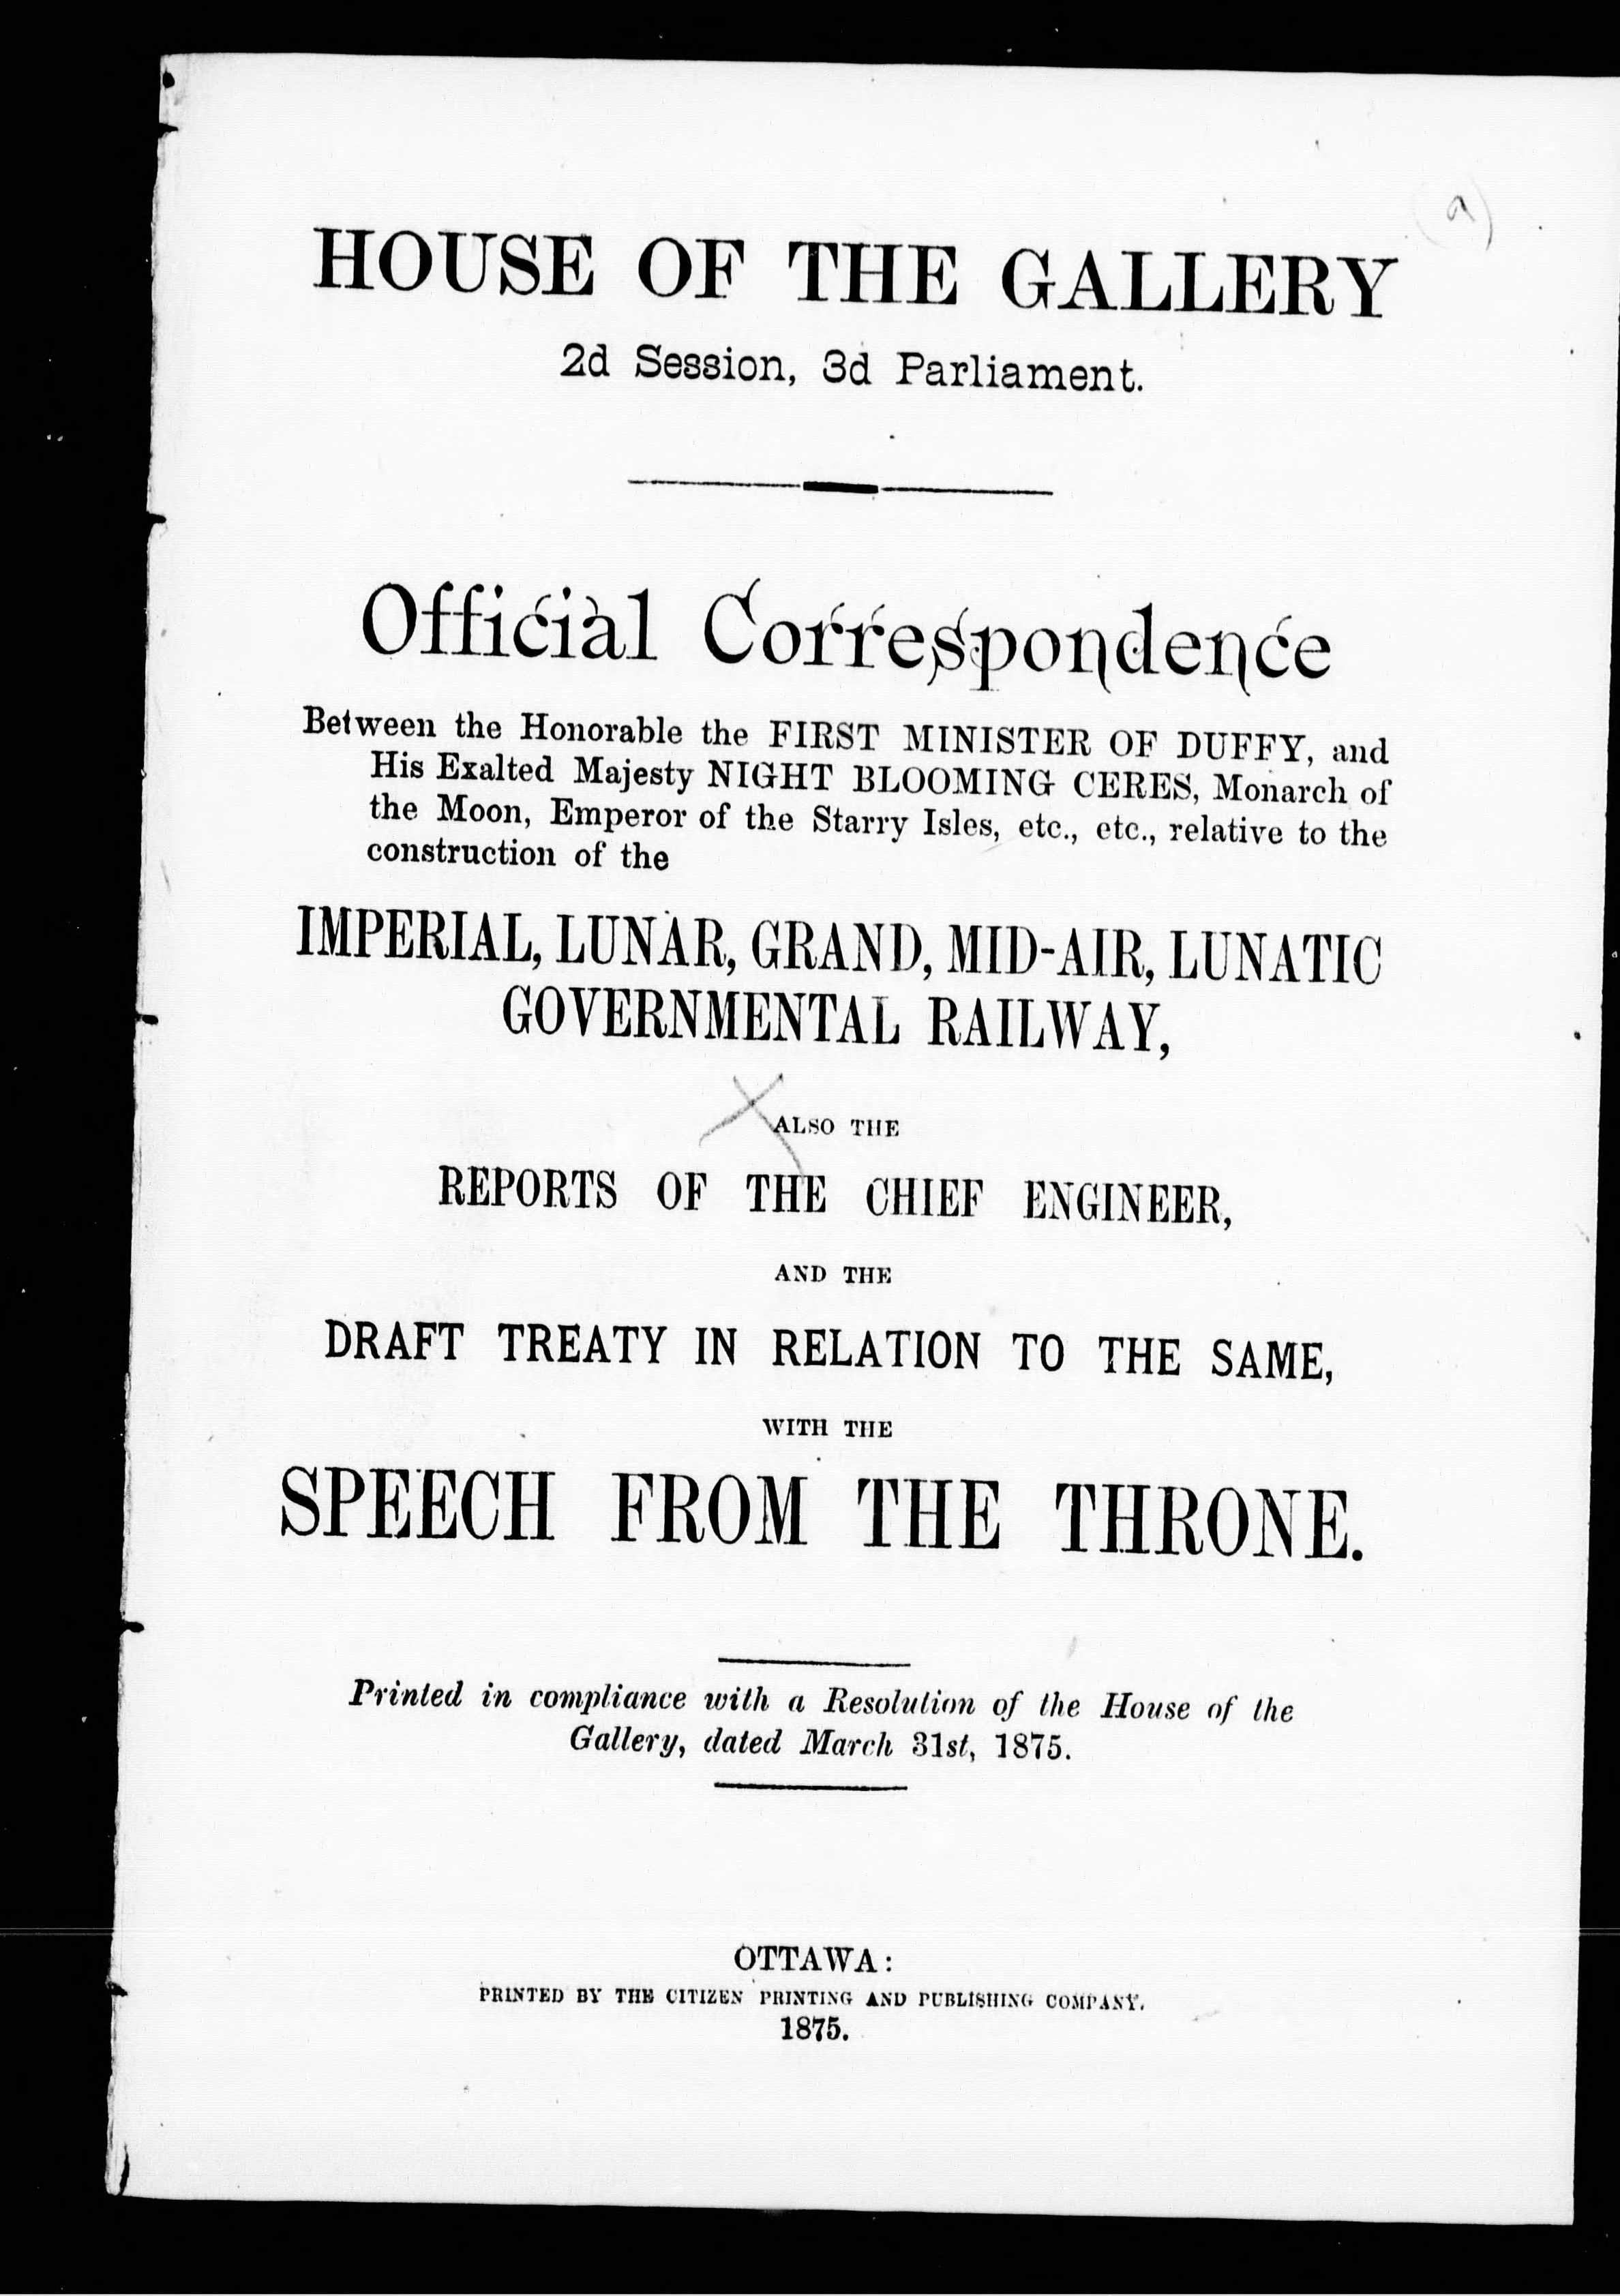 (a)
HOUSE OF THE GALLERY
2d Session, 3d Parliament.
Official Correspondence
Between the Honorable the FIRST MINISTER OF DUFFY, and
His Exalted Majesty NIGHT BLOOMING CERES, Monarch of
the Moon, Emperor of the Starry Isles, etc., etc., relative to the
construction of the
IMPERIAL, LUNAR, GRAND, MID-AIR, LUNATIC
GOVERNMENTAL RAILWAY,
ALSO THE
REPORTS OF THE CHIEF ENGINEER,
AND THE
DRAFT TREATY IN RELATION TO THE SAME,
WITH THE
SPEECH FROM THE THRONE.
Printed in compliance with a Resolution of the House of the
Gallery, dated March 31st, 1875.
OTTAWA:
PRINTED BY THE CITIZEN PRINTING AND PUBLISHING COMPANY.
1875.